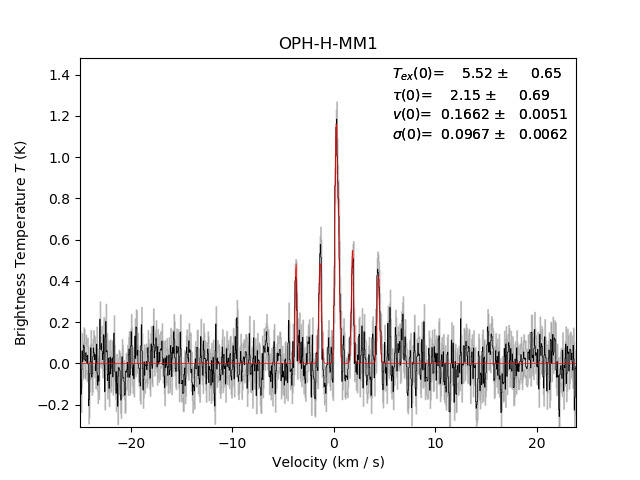 OPH-H-MM1
T_ex(0)= 5.52 ± 0.65
τ(0)= 2.15 ± 0.69
v(0)= 0.1662 ± 0.0051
σ(0)= 0.0967 ± 0.0062
1.4
1.2
1.0
0.8
0.6
0.4
0.2
0.0
−0.2
Brightness Temperature T (K)
−20 −10 0 10 20
Velocity (km / s)